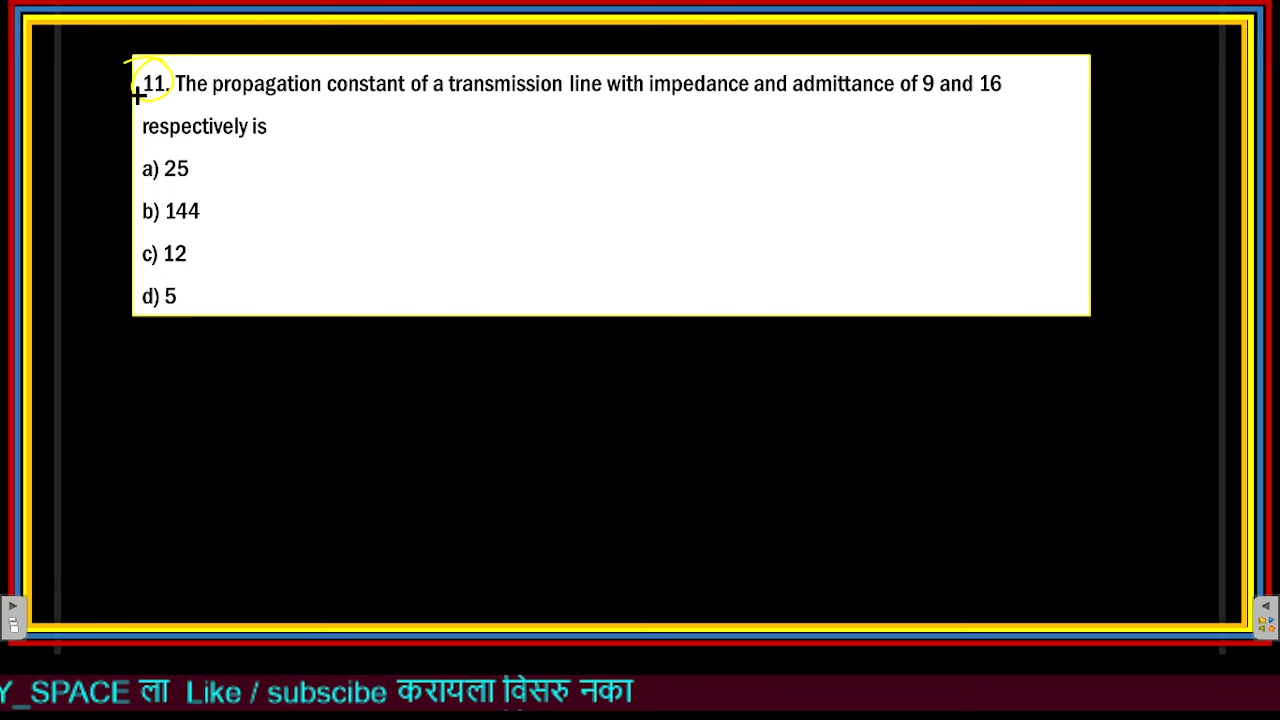 11. The propagation constant of a transmission line with impedance and admittance of 9 and 16
respectively is
a) 25
b) 144
c) 12
d) 5
Y_SPACE ला Like / subscibe करायला विसरु नका